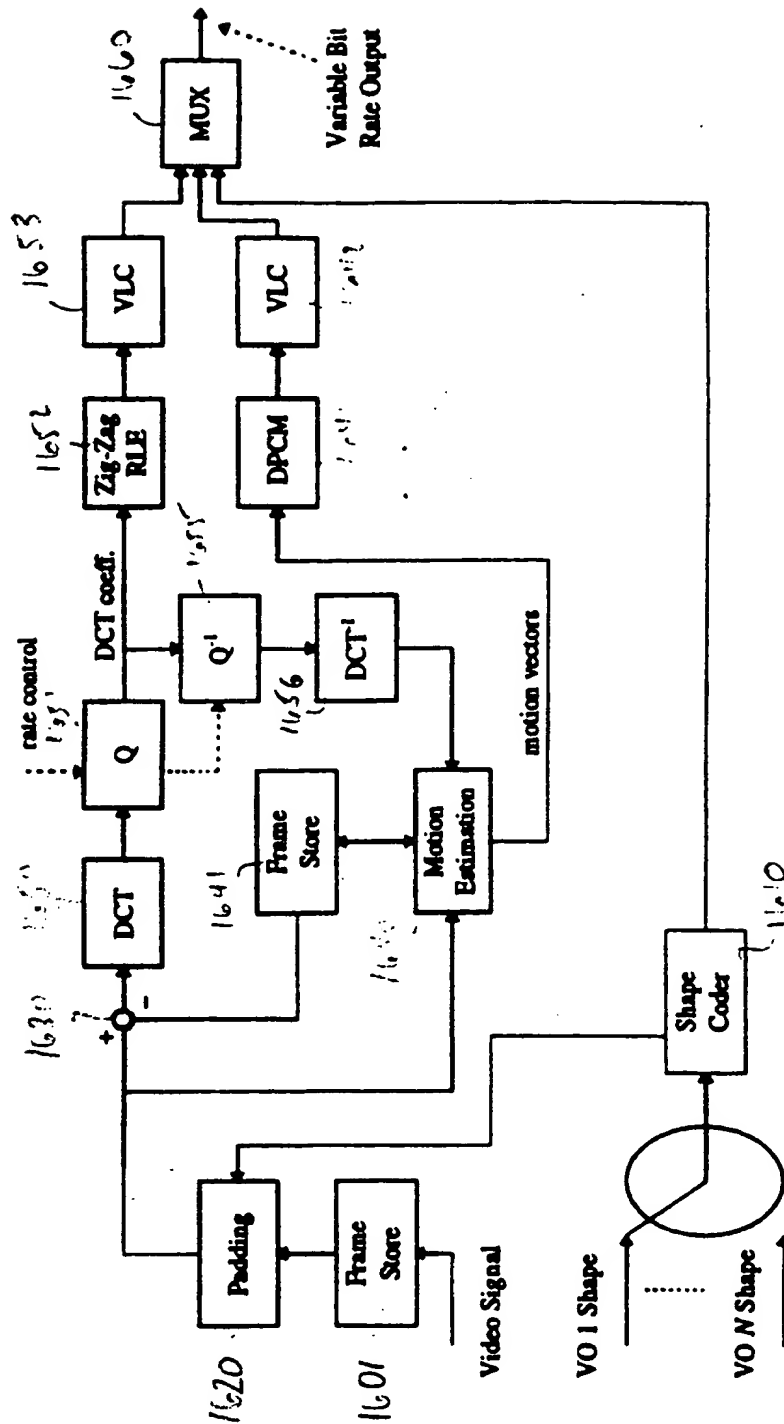 1660
MUX
Variable Bit
Rate Output
1653
VLC
VLC
1652
Zig-Zag
RLE
DPCM
DCT coeff.
rate control
Q
Q⁻¹
1655
1656
DCT⁻¹
motion vectors
DCT
1641
Frame
Store
Motion
Estimation
1630
+
-
Shape
Coder
1610
1620
Padding
1601
Frame
Store
Video Signal
VO 1 Shape
VO N Shape